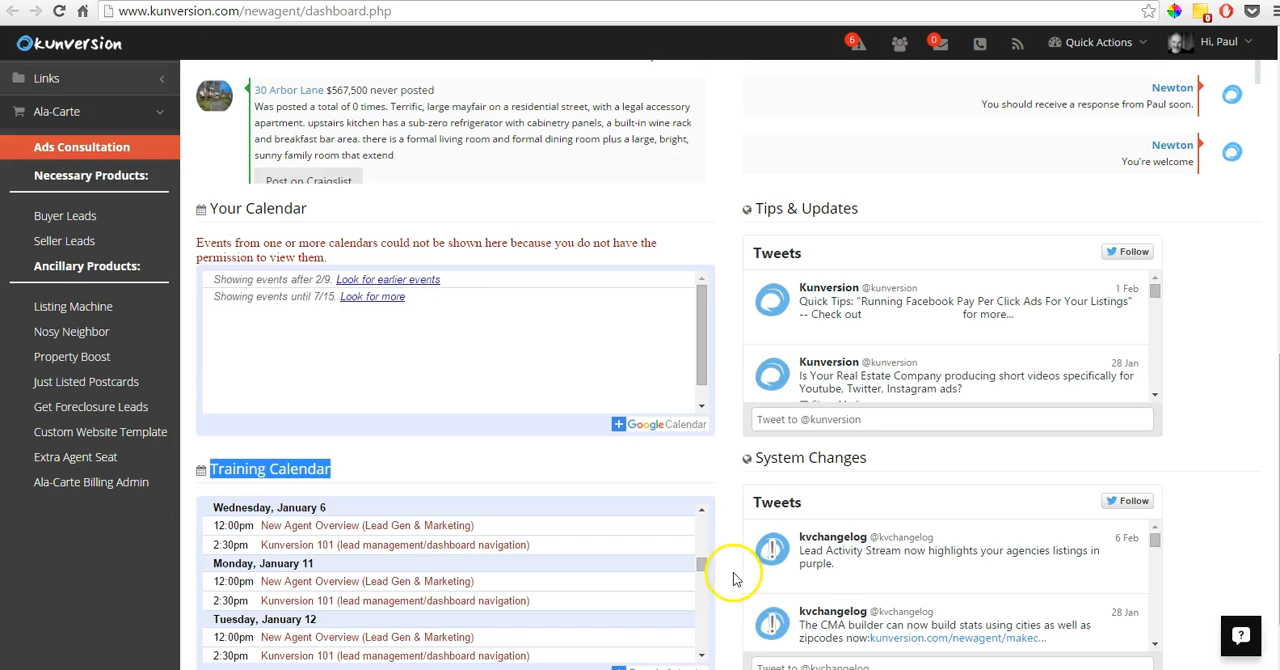 www.kunversion.com/newagent/dashboard.php
0
kunversion
6
0
Quick Actions
Hi, Paul
Links
Ala-Carte
Ads Consultation
Necessary Products:
Buyer Leads
Seller Leads
Ancillary Products:
Listing Machine
Nosy Neighbor
Property Boost
Just Listed Postcards
Get Foreclosure Leads
Custom Website Template
Extra Agent Seat
Ala-Carte Billing Admin
30 Arbor Lane $567,500 never posted
Was posted a total of 0 times. Terrific, large mayfair on a residential street, with a legal accessory
apartment. upstairs kitchen has a sub-zero refrigerator with cabinetry panels, a built-in wine rack
and breakfast bar area. there is a formal living room and formal dining room plus a large, bright,
sunny family room that extend
Post on Craigslist
Newton
You should receive a response from Paul soon.
Newton
You're welcome
Your Calendar
Events from one or more calendars could not be shown here because you do not have the
permission to view them.
Showing events after 2/9. Look for earlier events
Showing events until 7/15. Look for more
Google Calendar
Tips & Updates
Tweets
Follow
Kunversion @kunversion 1 Feb
Quick Tips: "Running Facebook Pay Per Click Ads For Your Listings"
-- Check out for more...
Kunversion @kunversion 28 Jan
Is Your Real Estate Company producing short videos specifically for
Youtube, Twitter, Instagram ads?
Tweet to @kunversion
Training Calendar
Wednesday, January 6
12:00pm New Agent Overview (Lead Gen & Marketing)
2:30pm Kunversion 101 (lead management/dashboard navigation)
Monday, January 11
12:00pm New Agent Overview (Lead Gen & Marketing)
2:30pm Kunversion 101 (lead management/dashboard navigation)
Tuesday, January 12
12:00pm New Agent Overview (Lead Gen & Marketing)
2:30pm Kunversion 101 (lead management/dashboard navigation)
System Changes
Tweets
Follow
kvchangelog @kvchangelog 6 Feb
Lead Activity Stream now highlights your agencies listings in
purple.
kvchangelog @kvchangelog 28 Jan
The CMA builder can now build stats using cities as well as
zipcodes now:kunversion.com/newagent/makec...
Tweet to @kvchangelog